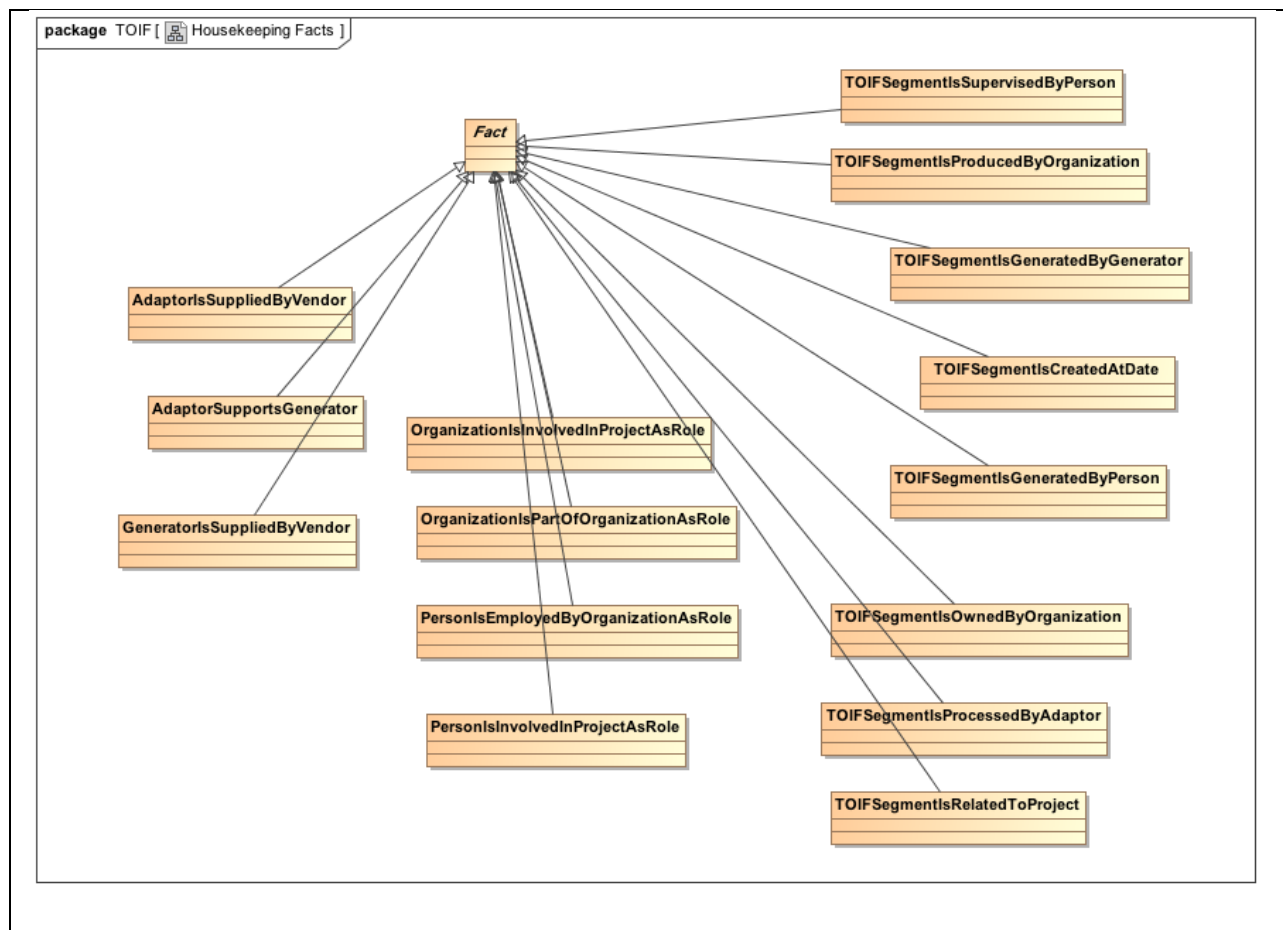 package TOIF [ Housekeeping Facts ]
TOIFSegmentIsSupervisedByPerson
Fact
TOIFSegmentIsProducedByOrganization
TOIFSegmentIsGeneratedByGenerator
AdaptorIsSuppliedByVendor
TOIFSegmentIsCreatedAtDate
AdaptorSupportsGenerator
OrganizationIsInvolvedInProjectAsRole
TOIFSegmentIsGeneratedByPerson
OrganizationIsPartOfOrganizationAsRole
GeneratorIsSuppliedByVendor
PersonIsEmployedByOrganizationAsRole
TOIFSegmentIsOwnedByOrganization
TOIFSegmentIsProcessedByAdaptor
PersonIsInvolvedInProjectAsRole
TOIFSegmentIsRelatedToProject